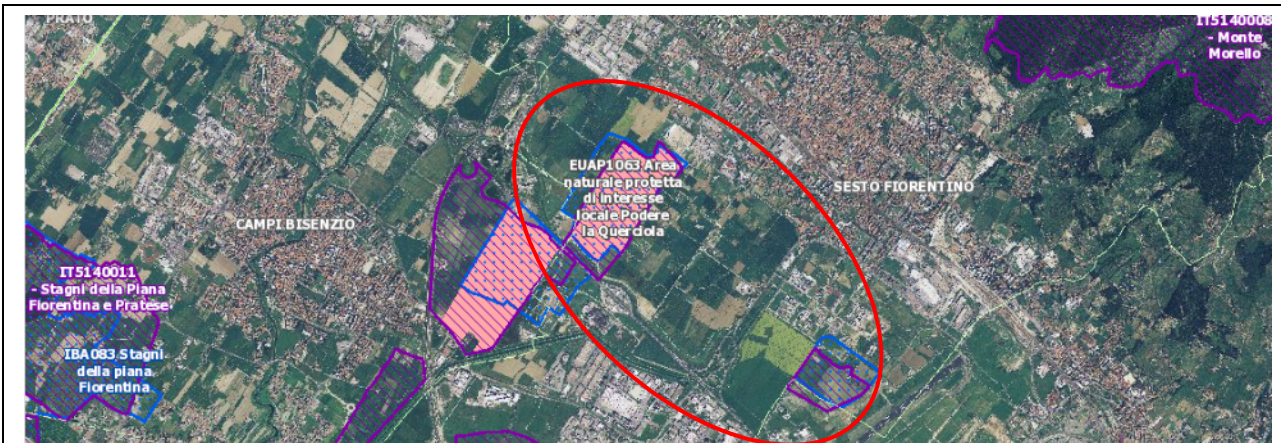 PRATO
IT5140008
- Monte
Morello
EUAP1063 Area
naturale protetta
di interesse
locale Podere
la Querciola
SESTO FIORENTINO
CAMPI BISENZIO
IT5140011
- Stagni della Piana
Fiorentina e Pratese
IBA083 Stagni
della piana
Fiorentina